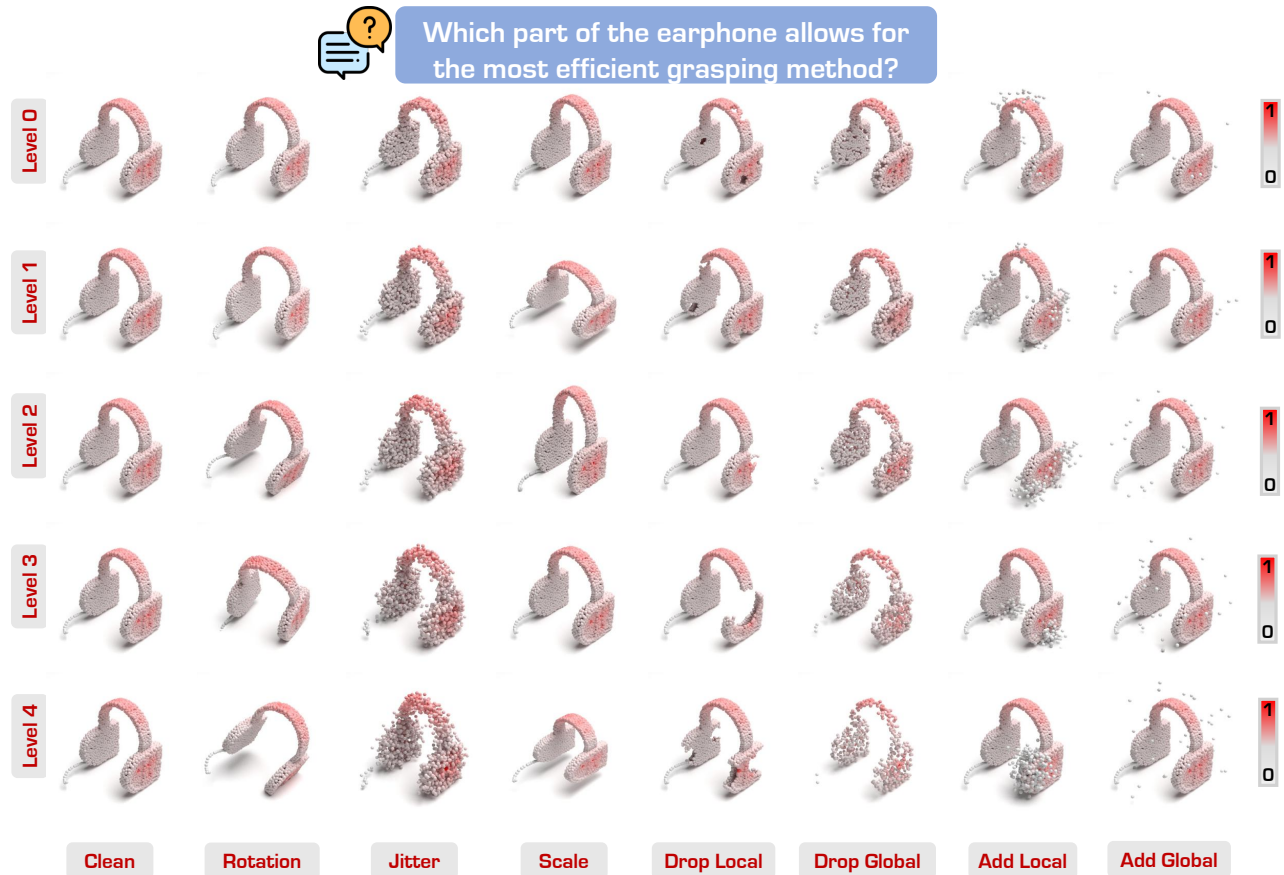 ?
Which part of the earphone allows for
the most efficient grasping method?
Level 0
1
0
Level 1
1
0
Level 2
1
0
Level 3
1
0
Level 4
1
0
Clean
Rotation
Jitter
Scale
Drop Local
Drop Global
Add Local
Add Global